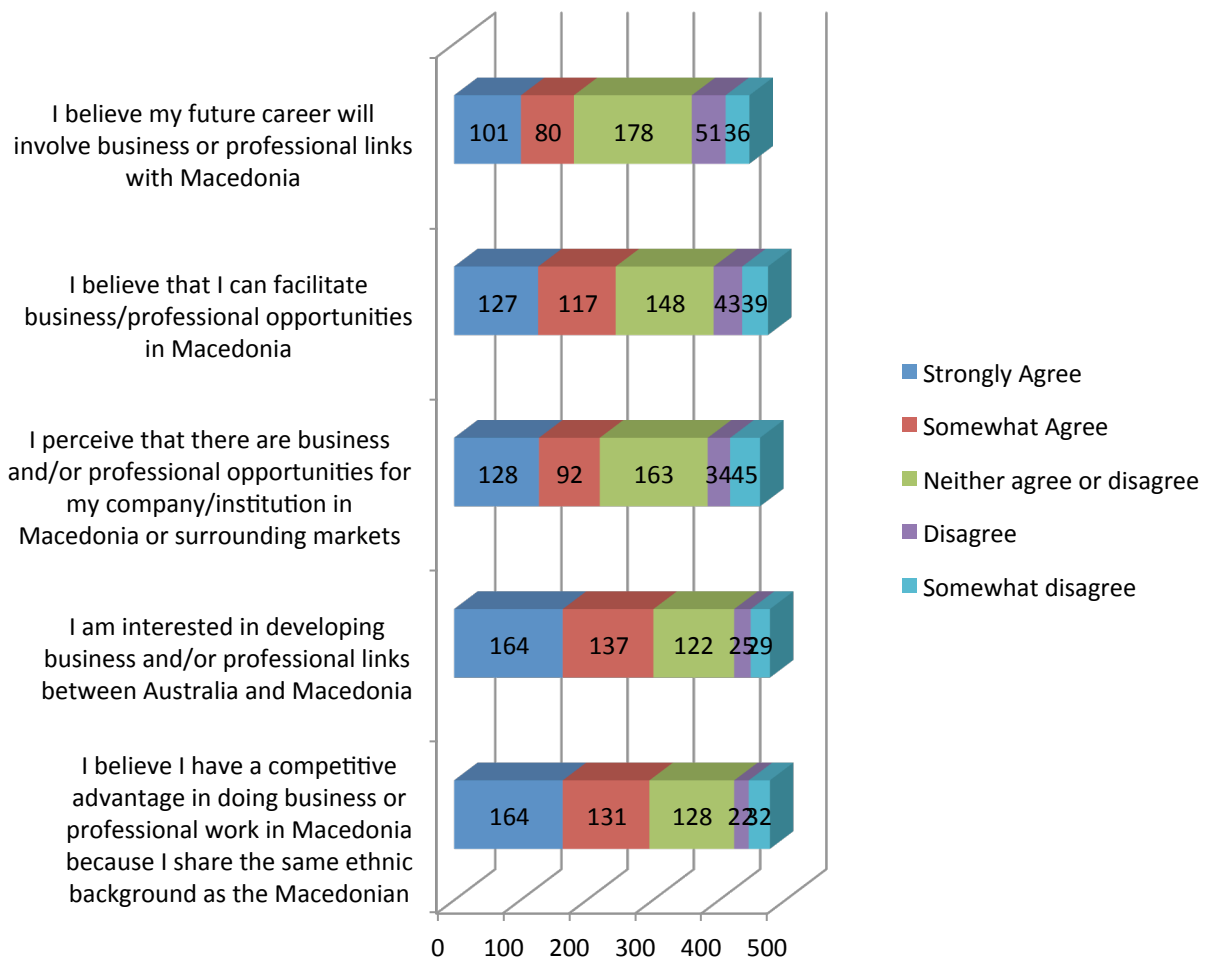 I believe my future career will
involve business or professional links
with Macedonia
101 80 178 51 36
I believe that I can facilitate
business/professional opportunities
in Macedonia
127 117 148 43 39
I perceive that there are business
and/or professional opportunities for
my company/institution in
Macedonia or surrounding markets
128 92 163 34 45
I am interested in developing
business and/or professional links
between Australia and Macedonia
164 137 122 25 29
I believe I have a competitive
advantage in doing business or
professional work in Macedonia
because I share the same ethnic
background as the Macedonian
164 131 128 22 32
0 100 200 300 400 500
Strongly Agree
Somewhat Agree
Neither agree or disagree
Disagree
Somewhat disagree